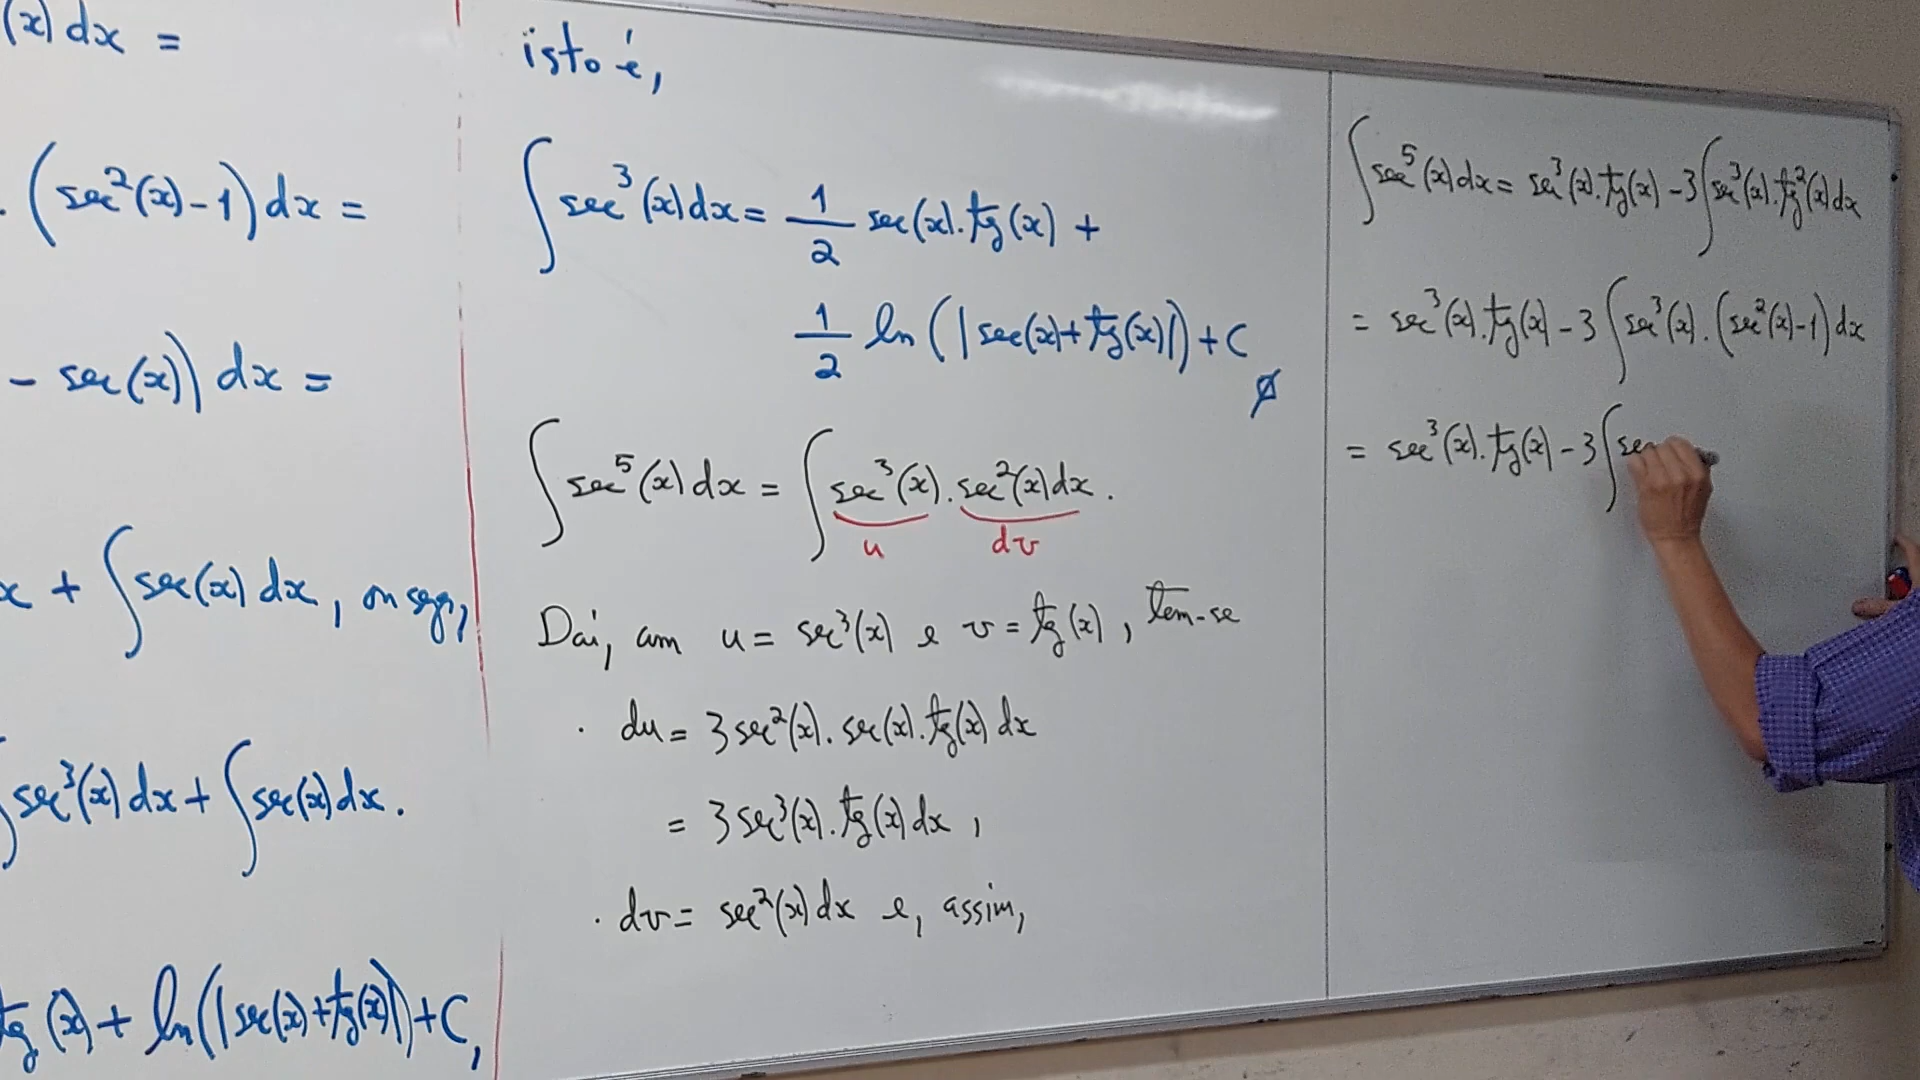 (x) dx =
. (sec²(x)-1) dx =
- sec(x)) dx =
x + ∫ sec(x) dx, ou seja,
∫ sec³(x) dx + ∫ sec(x) dx.
tg(x) + ln(|sec(x)+tg(x)|) + C,
isto é,
∫ sec³(x) dx = 1/2 sec(x).tg(x) +
1/2 ln(|sec(x)+tg(x)|) + C
∫ sec⁵(x) dx = ∫ sec³(x). sec²(x) dx.
u dv
Daí, com u = sec³(x) e v = tg(x), tem-se
. du = 3 sec²(x). sec(x). tg(x) dx
= 3 sec³(x). tg(x) dx,
. dv = sec²(x) dx e, assim,
∫ sec⁵(x) dx = sec³(x). tg(x) - 3 ∫ sec³(x). tg²(x) dx
= sec³(x). tg(x) - 3 ∫ sec³(x). (sec²(x)-1) dx
= sec³(x). tg(x) - 3 ∫